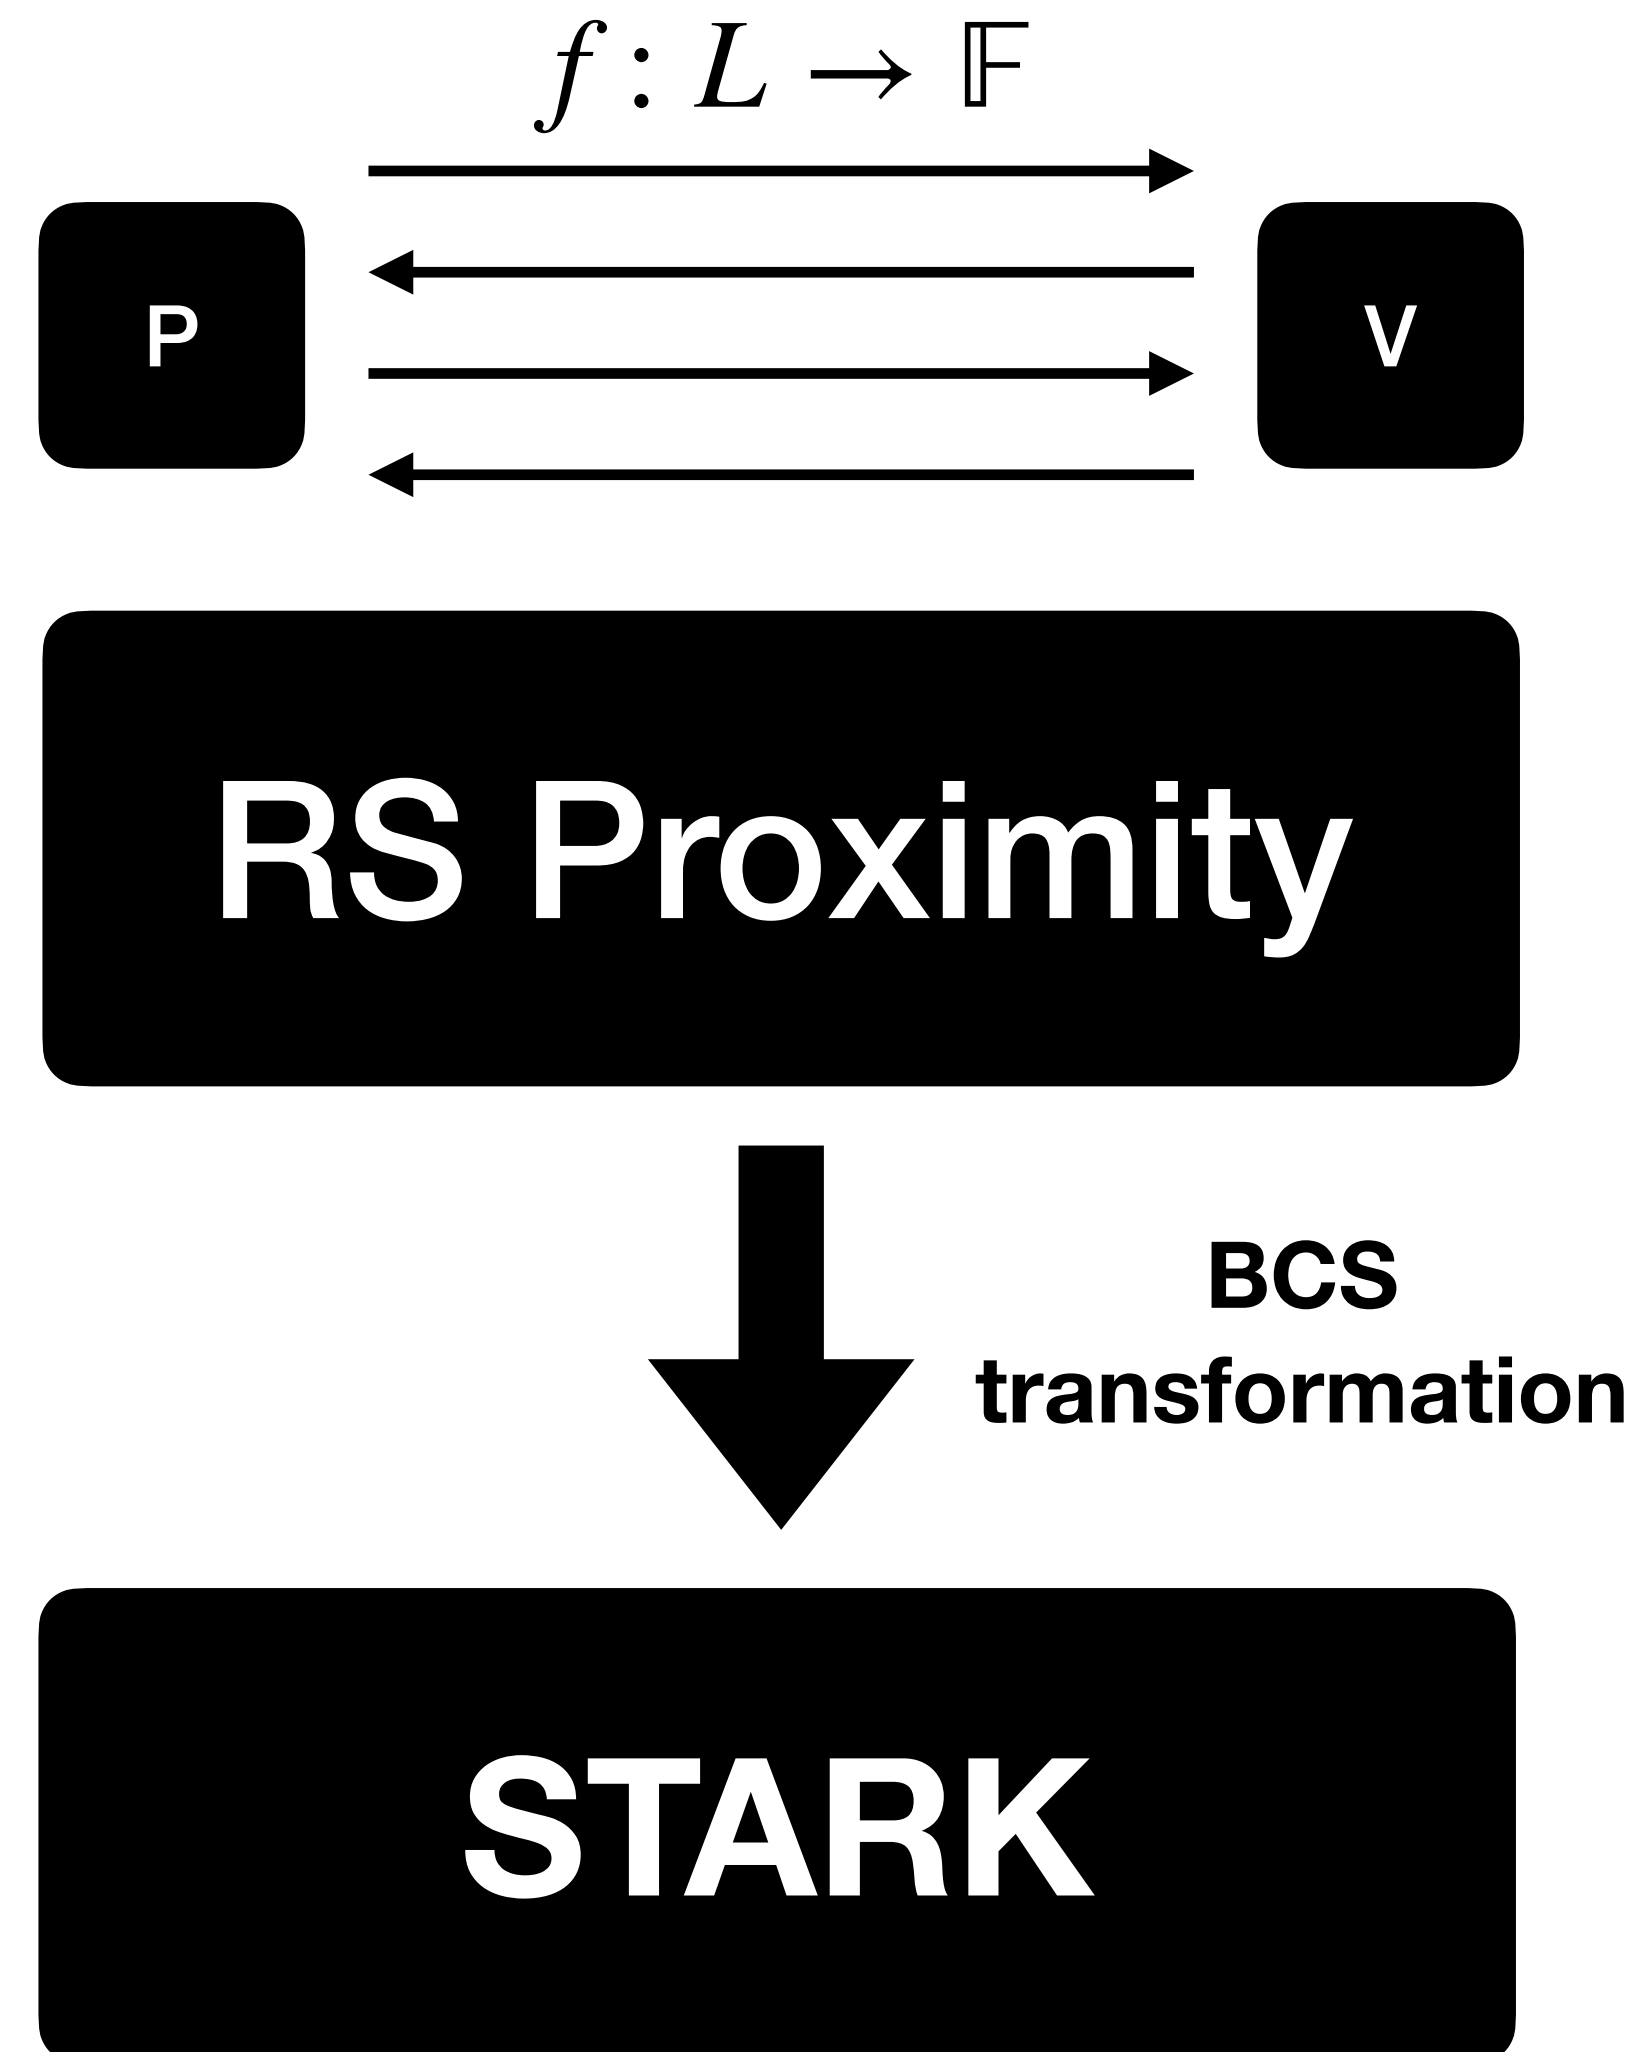 f : L → 𝔽
P
V
RS Proximity
BCS
transformation
STARK